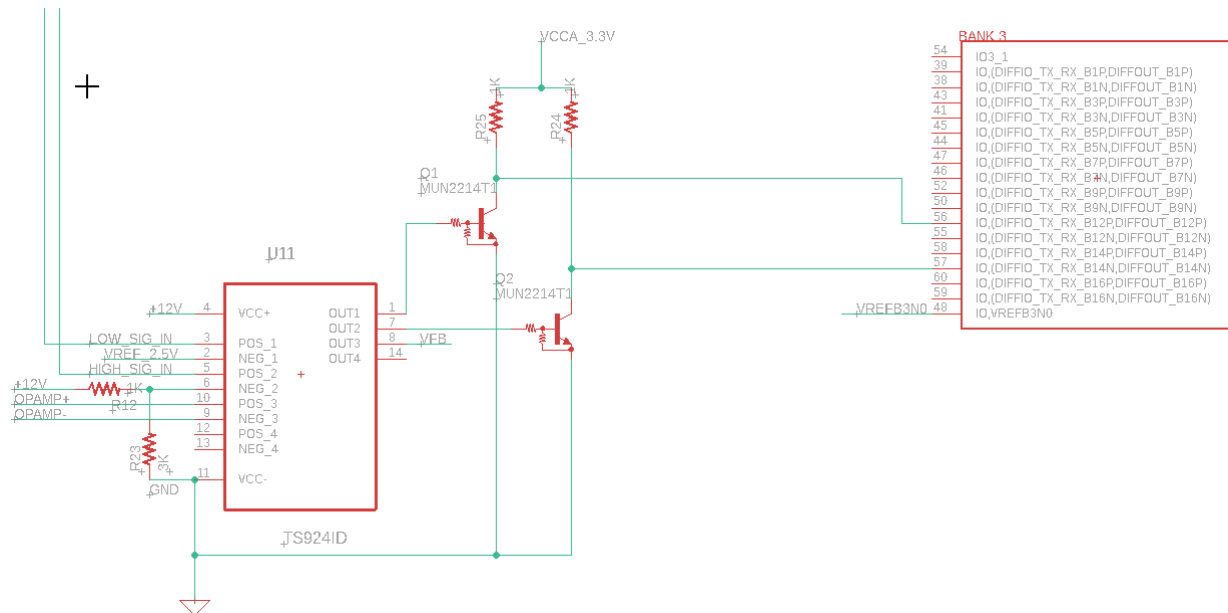 VCCA_3.3V
1K
1K
R25
R24
Q1
MUN2214T1
Q2
MUN2214T1
U11
+12V
4
VCC+
OUT1
1
LOW_SIG_IN
3
POS_1
OUT2
7
VREF_2.5V
2
NEG_1
OUT3
8
VFB
HIGH_SIG_IN
5
POS_2
OUT4
14
+12V
1K
R12
6
NEG_2
OPAMP+
10
POS_3
OPAMP-
9
NEG_3
12
POS_4
13
NEG_4
R23
3K
11
VCC-
GND
TS924ID
BANK 3
54 IO3_1
39 IO,(DIFFIO_TX_RX_B1P,DIFFOUT_B1P)
38 IO,(DIFFIO_TX_RX_B1N,DIFFOUT_B1N)
43 IO,(DIFFIO_TX_RX_B3P,DIFFOUT_B3P)
41 IO,(DIFFIO_TX_RX_B3N,DIFFOUT_B3N)
45 IO,(DIFFIO_TX_RX_B5P,DIFFOUT_B5P)
44 IO,(DIFFIO_TX_RX_B5N,DIFFOUT_B5N)
47 IO,(DIFFIO_TX_RX_B7P,DIFFOUT_B7P)
46 IO,(DIFFIO_TX_RX_B7N,DIFFOUT_B7N)
52 IO,(DIFFIO_TX_RX_B9P,DIFFOUT_B9P)
50 IO,(DIFFIO_TX_RX_B9N,DIFFOUT_B9N)
56 IO,(DIFFIO_TX_RX_B12P,DIFFOUT_B12P)
55 IO,(DIFFIO_TX_RX_B12N,DIFFOUT_B12N)
58 IO,(DIFFIO_TX_RX_B14P,DIFFOUT_B14P)
57 IO,(DIFFIO_TX_RX_B14N,DIFFOUT_B14N)
60 IO,(DIFFIO_TX_RX_B16P,DIFFOUT_B16P)
59 IO,(DIFFIO_TX_RX_B16N,DIFFOUT_B16N)
VREFB3N0 48 IO,VREFB3N0